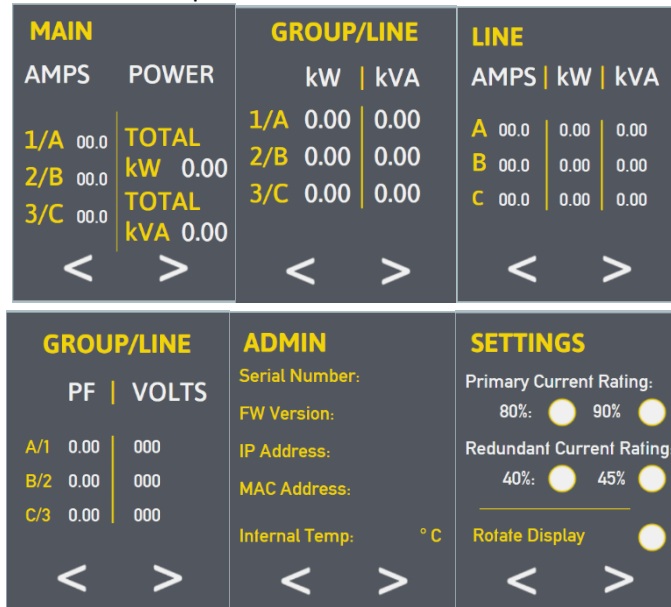 MAIN
AMPS POWER
1/A 00.0 TOTAL
2/B 00.0 kW 0.00
3/C 00.0 TOTAL
kVA 0.00
< >
GROUP/LINE
kW | kVA
1/A 0.00 0.00
2/B 0.00 0.00
3/C 0.00 0.00
< >
LINE
AMPS | kW | kVA
A 00.0 0.00 0.00
B 00.0 0.00 0.00
C 00.0 0.00 0.00
< >
GROUP/LINE
PF | VOLTS
A/1 0.00 000
B/2 0.00 000
C/3 0.00 000
< >
ADMIN
Serial Number:
FW Version:
IP Address:
MAC Address:
Internal Temp: ° C
< >
SETTINGS
Primary Current Rating:
80%: 90%
Redundant Current Rating:
40%: 45%
Rotate Display
< >